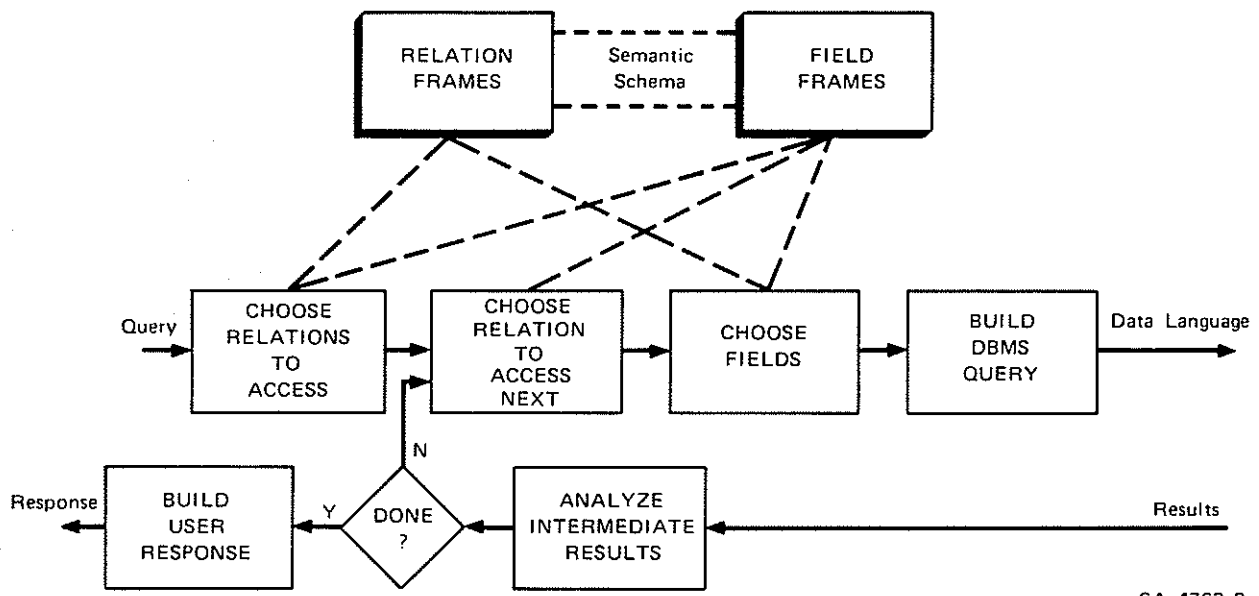 RELATION
FRAMES
Semantic
Schema
FIELD
FRAMES
Query
CHOOSE
RELATIONS
TO
ACCESS
CHOOSE
RELATION
TO
ACCESS
NEXT
CHOOSE
FIELDS
BUILD
DBMS
QUERY
Data Language
N
Response
BUILD
USER
RESPONSE
Y
DONE
?
ANALYZE
INTERMEDIATE
RESULTS
Results